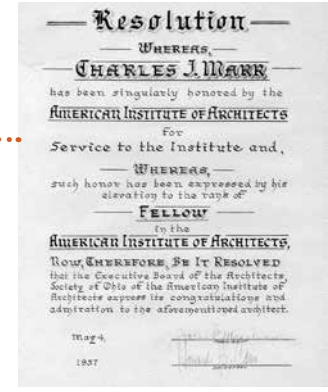 Resolution
WHEREAS,
CHARLES J. MARR
has been singularly honored by the
AMERICAN INSTITUTE OF ARCHITECTS
for
Service to the Institute and,
WHEREAS,
such honor has been expressed by his
elevation to the rank of
FELLOW
in the
AMERICAN INSTITUTE OF ARCHITECTS,
NOW, THEREFORE, BE IT RESOLVED
that the Executive Board of the Architects,
Society of Ohio of the American Institute of
Architects express its congratulations and
admiration to the aforementioned architect.
May 4,
1957